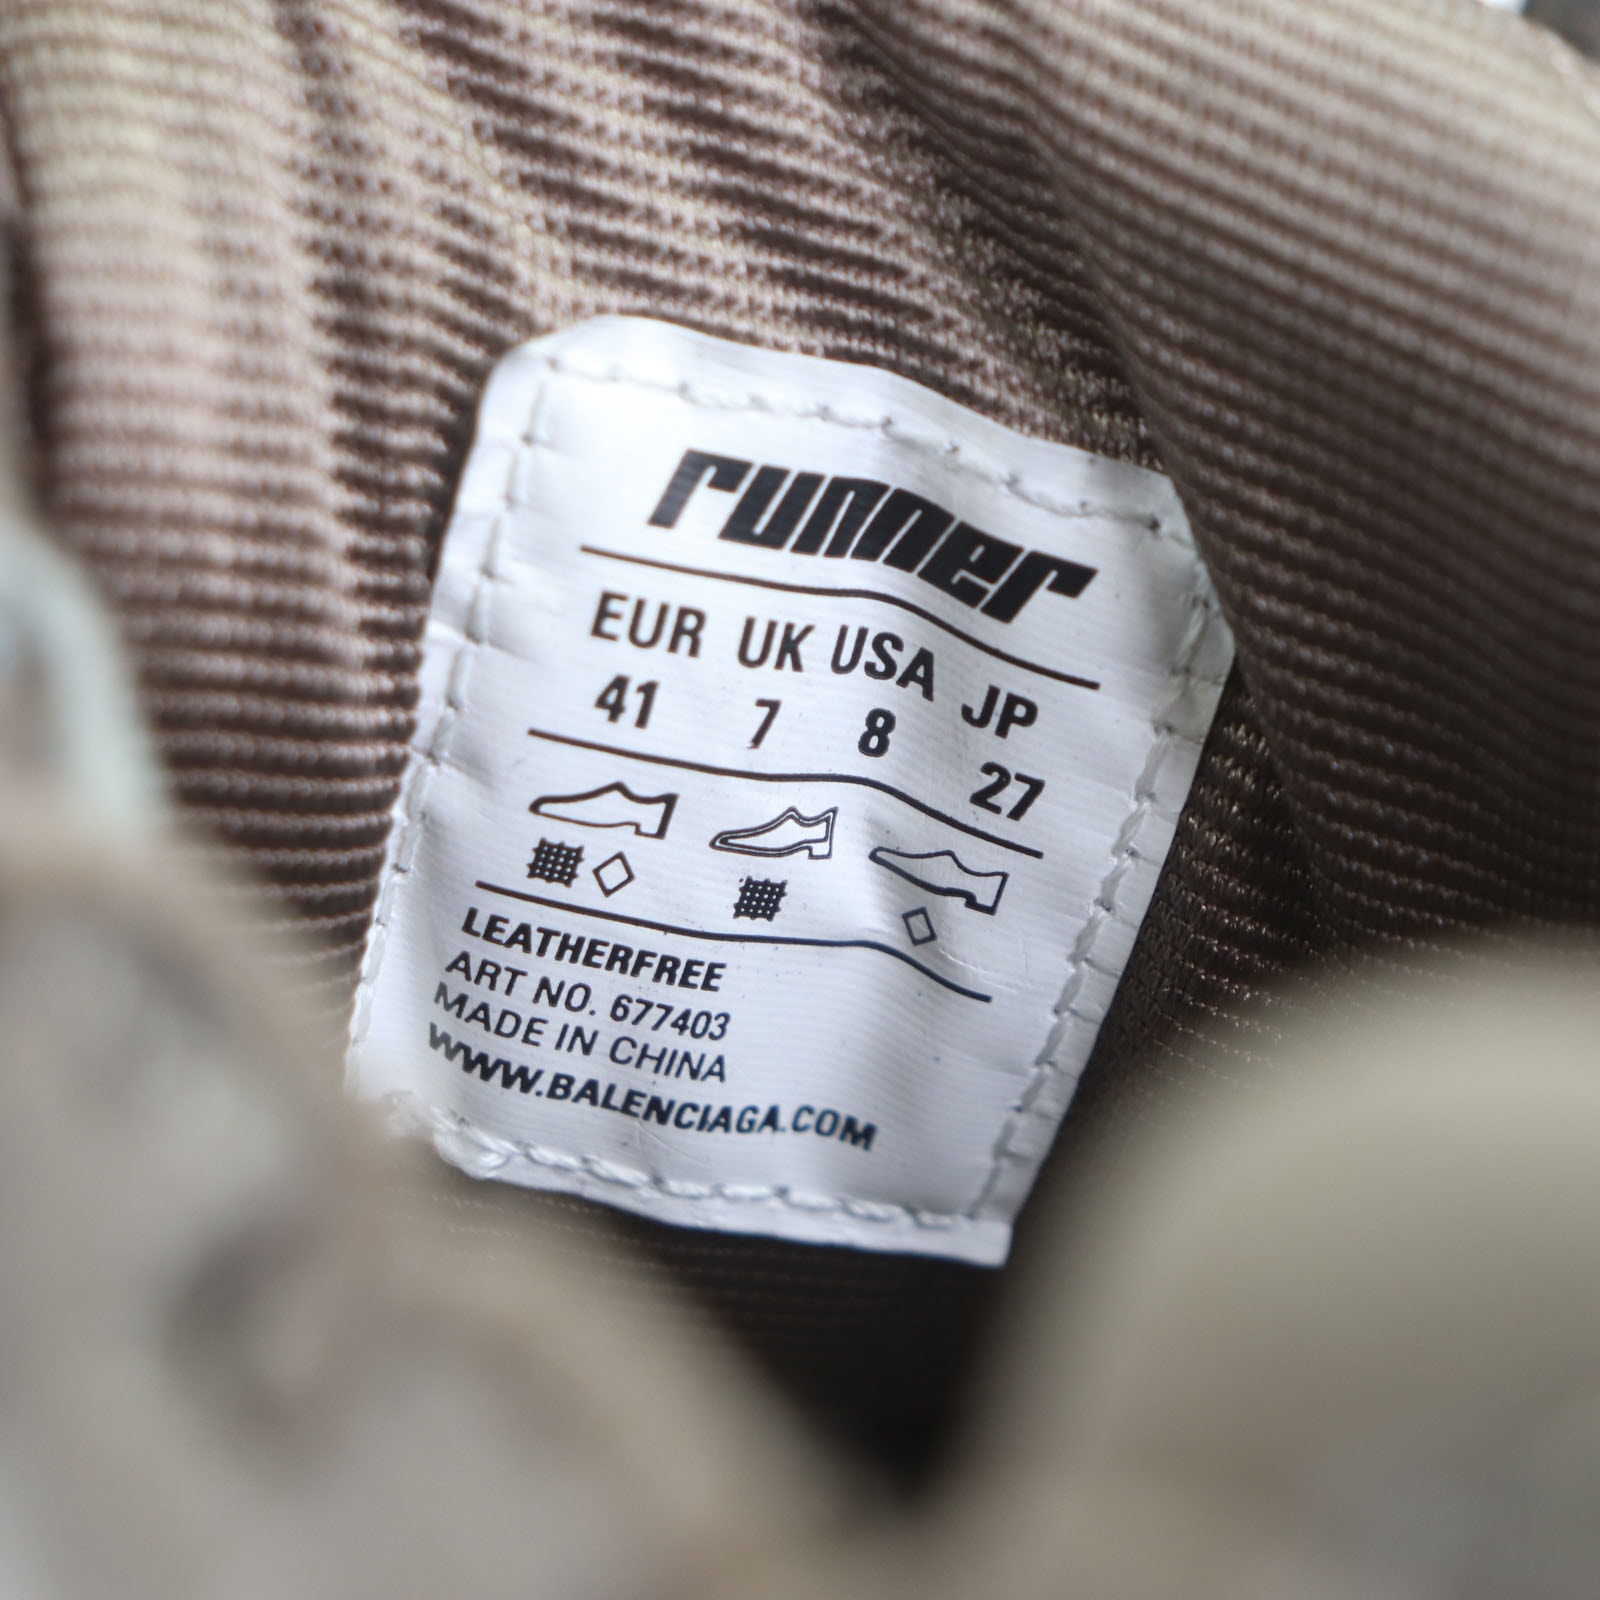 runner
EUR UK USA JP
41 7 8 27
LEATHERFREE
ART NO. 677403
MADE IN CHINA
WWW.BALENCIAGA.COM